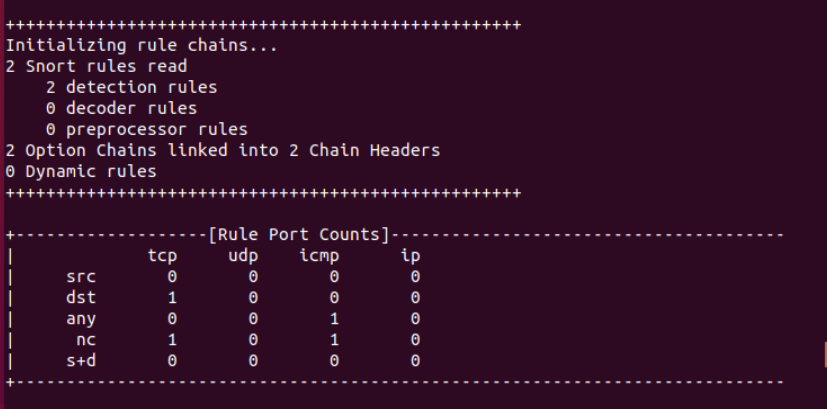 +++++++++++++++++++++++++++++++++++++++++++++++++++
Initializing rule chains...
2 Snort rules read
    2 detection rules
    0 decoder rules
    0 preprocessor rules
2 Option Chains linked into 2 Chain Headers
0 Dynamic rules
+++++++++++++++++++++++++++++++++++++++++++++++++++

+-------------------[Rule Port Counts]---------------------------------------
|             tcp     udp    icmp      ip
|     src       0       0       0       0
|     dst       1       0       0       0
|     any       0       0       1       0
|      nc       1       0       1       0
|     s+d       0       0       0       0
+----------------------------------------------------------------------------